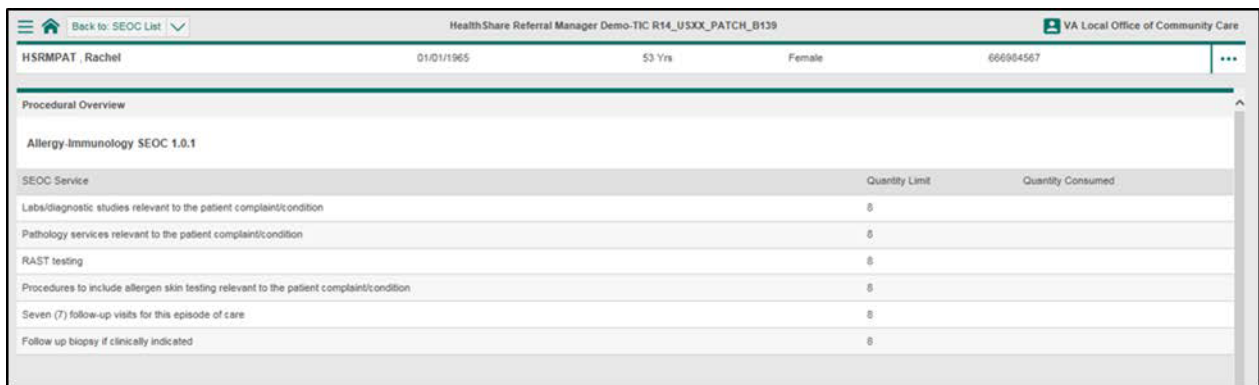 Back to: SEOC List HealthShare Referral Manager Demo-TIC R14_USXX_PATCH_B139 VA Local Office of Community Care
HSRMPAT , Rachel 01/01/1965 53 Yrs Female 666984567
Procedural Overview
Allergy-Immunology SEOC 1.0.1
SEOC Service Quantity Limit Quantity Consumed
Labs/diagnostic studies relevant to the patient complaint/condition 8
Pathology services relevant to the patient complaint/condition 8
RAST testing 8
Procedures to include allergen skin testing relevant to the patient complaint/condition 8
Seven (7) follow-up visits for this episode of care 8
Follow up biopsy if clinically indicated 8